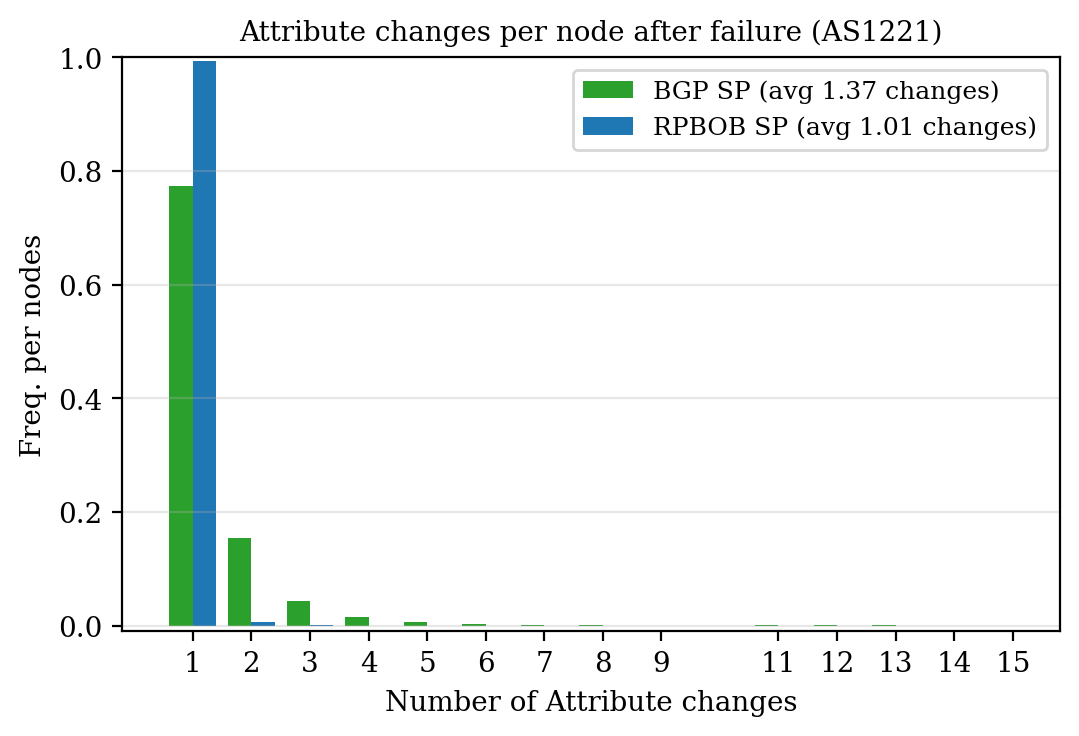 Attribute changes per node after failure (AS1221)
BGP SP (avg 1.37 changes)
RPBOB SP (avg 1.01 changes)
Freq. per nodes
1.0
0.8
0.6
0.4
0.2
0.0
1 2 3 4 5 6 7 8 9 11 12 13 14 15
Number of Attribute changes